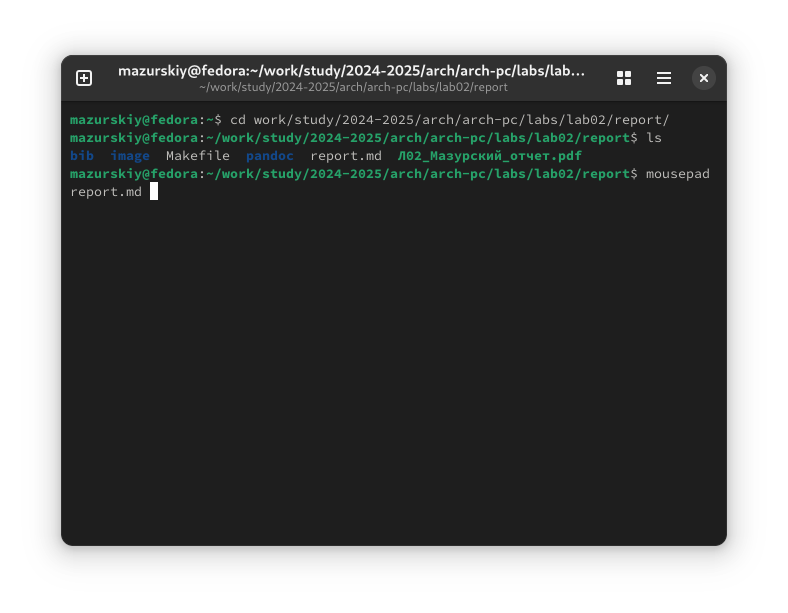 mazurskiy@fedora:~/work/study/2024-2025/arch/arch-pc/labs/lab…
~/work/study/2024-2025/arch/arch-pc/labs/lab02/report
mazurskiy@fedora:~$ cd work/study/2024-2025/arch/arch-pc/labs/lab02/report/
mazurskiy@fedora:~/work/study/2024-2025/arch/arch-pc/labs/lab02/report$ ls
bib  image  Makefile  pandoc  report.md  Л02_Мазурский_отчет.pdf
mazurskiy@fedora:~/work/study/2024-2025/arch/arch-pc/labs/lab02/report$ mousepad
report.md